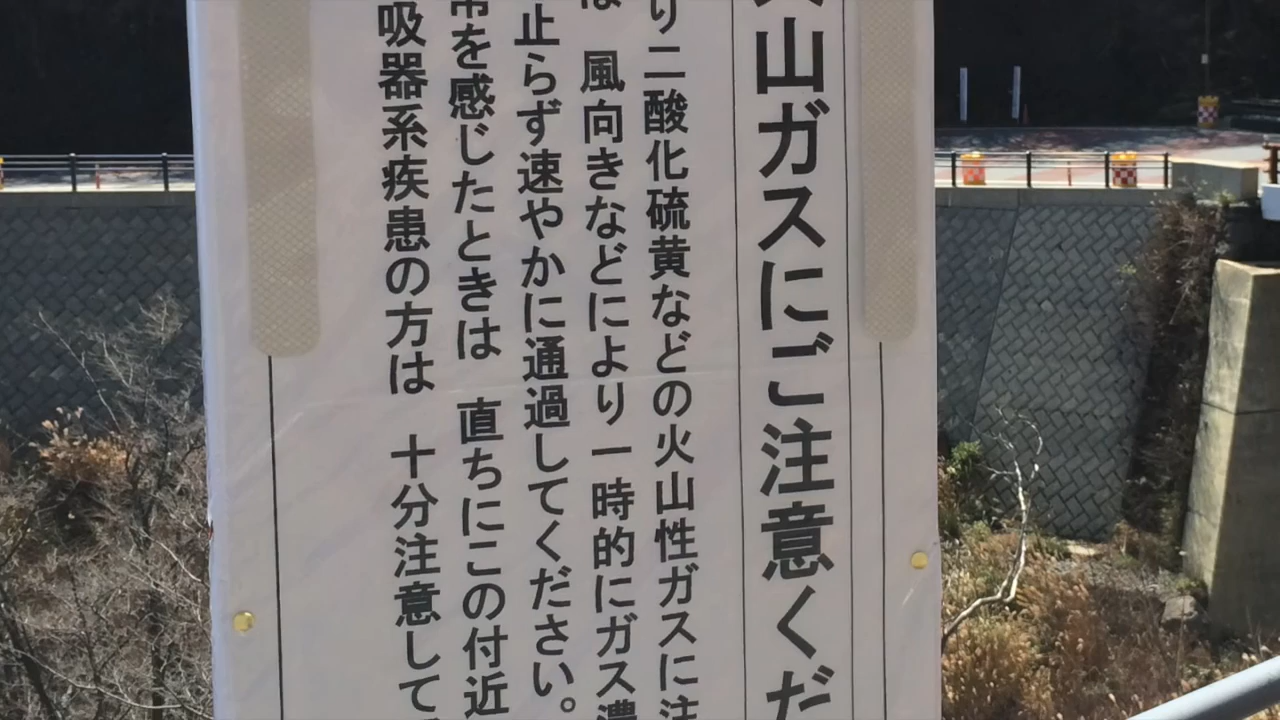 火山ガスにご注意くだ
り二酸化硫黄などの火山性ガスに注
は 風向きなどにより一時的にガス濃
止らず速やかに通過してください。
常を感じたときは 直ちにこの付近
吸器系疾患の方は 十分注意して